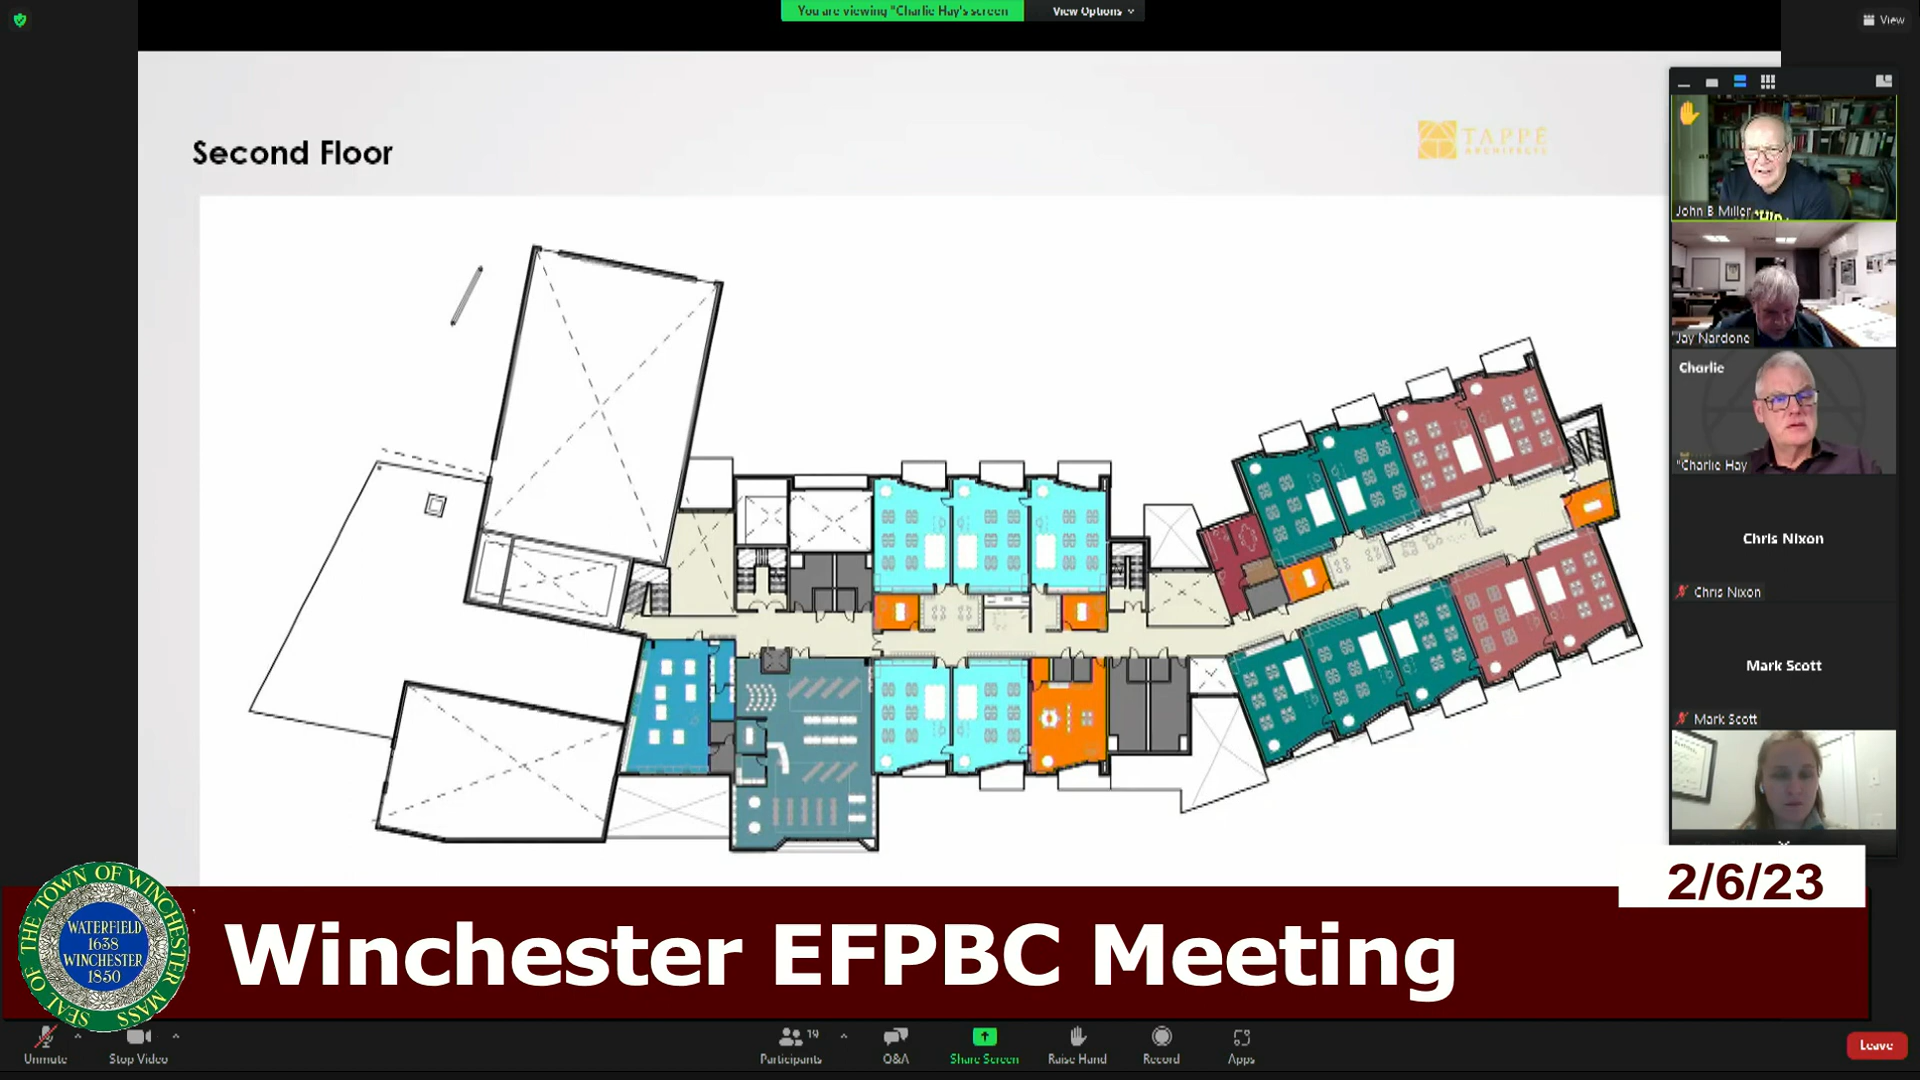 You are viewing "Charlie Hay's screen
View Options
View
Second Floor
TAPPÉ
ARCHITECTS
John B Miller
Jay Nardone
Charlie
"Charlie Hay
Chris Nixon
Chris Nixon
Mark Scott
Mark Scott
2/6/23
THE TOWN OF WINCHESTER MASS
SEAL OF
WATERFIELD
1638
WINCHESTER
1850
Winchester EFPBC Meeting
Unmute
Stop Video
Participants
19
Q&A
Share Screen
Raise Hand
Record
Apps
Leave